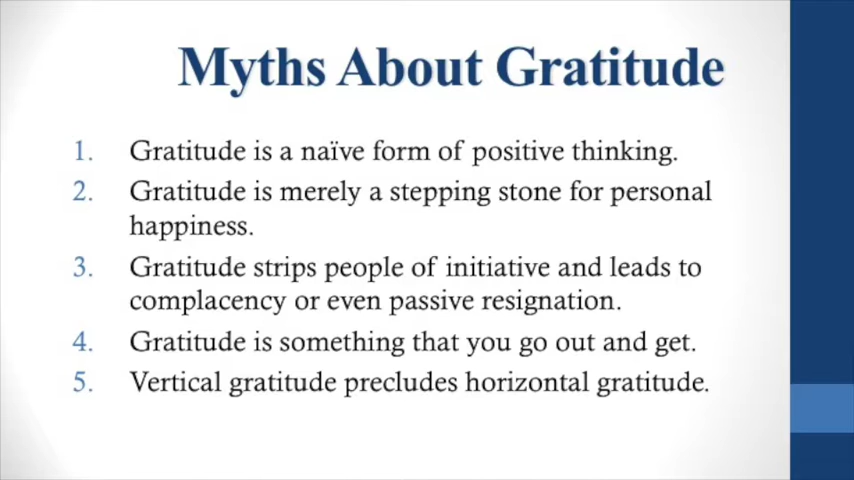 Myths About Gratitude
1. Gratitude is a naïve form of positive thinking.
2. Gratitude is merely a stepping stone for personal
happiness.
3. Gratitude strips people of initiative and leads to
complacency or even passive resignation.
4. Gratitude is something that you go out and get.
5. Vertical gratitude precludes horizontal gratitude.